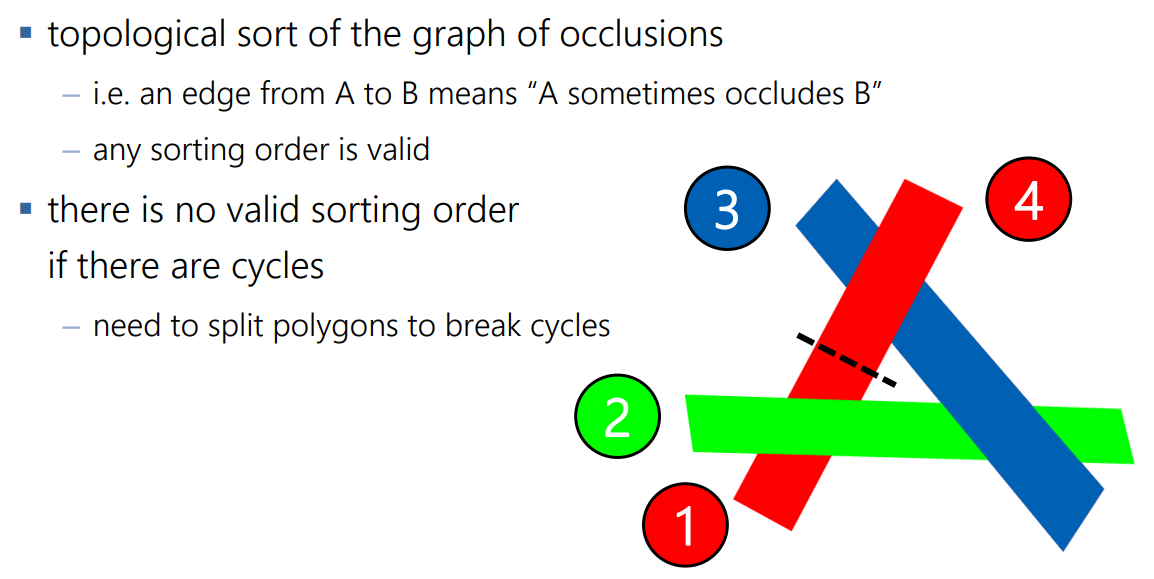 ▪ topological sort of the graph of occlusions
– i.e. an edge from A to B means “A sometimes occludes B”
– any sorting order is valid
▪ there is no valid sorting order
if there are cycles
– need to split polygons to break cycles
3
4
2
1